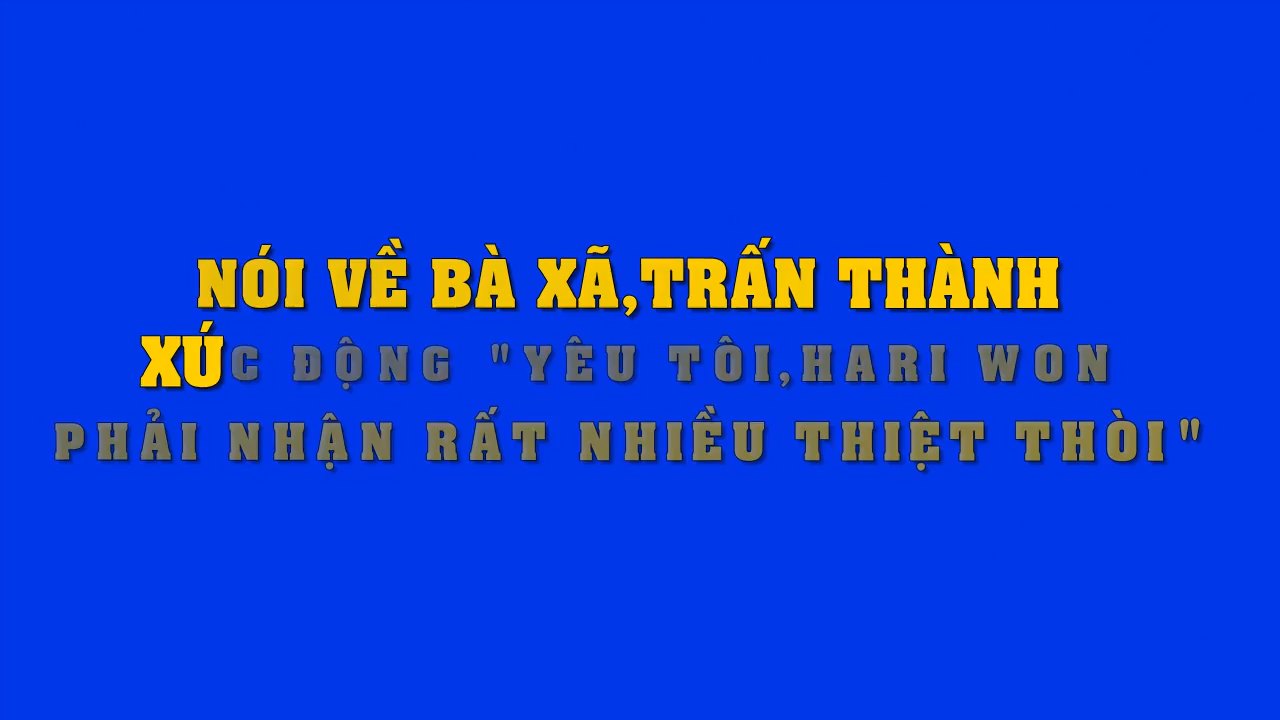 NÓI VỀ BÀ XÃ,TRẤN THÀNH
XÚC ĐỘNG "YÊU TÔI,HARI WON
PHẢI NHẬN RẤT NHIỀU THIỆT THÒI"